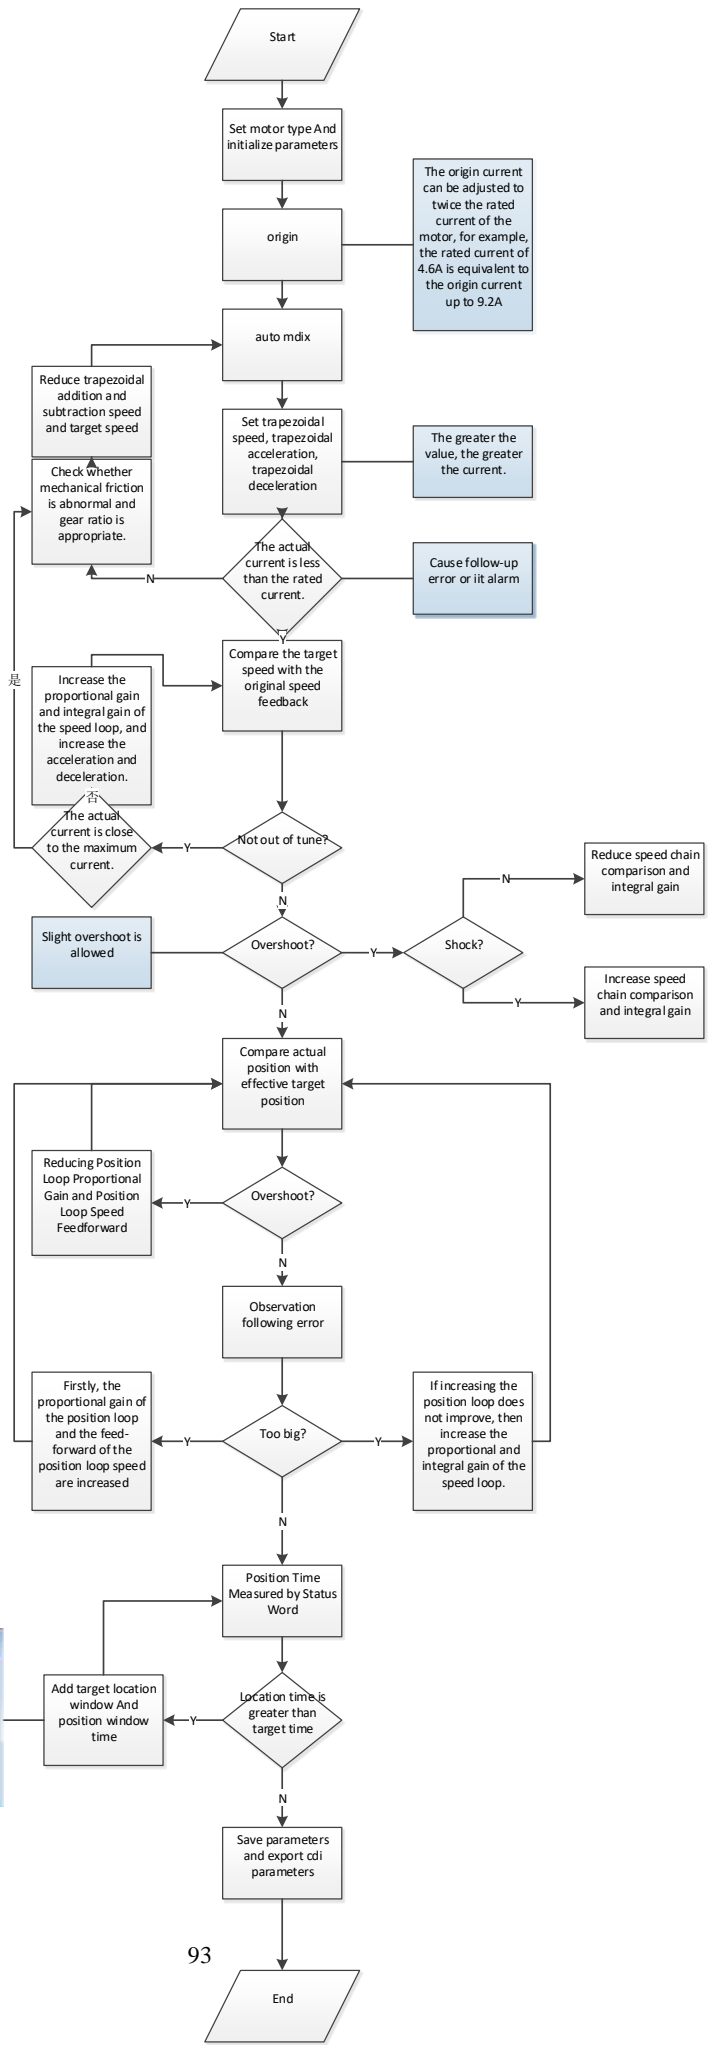 Start
Set motor type And
initialize parameters
The origin current
can be adjusted to
twice the rated
current of the
motor, for example,
the rated current of
4.6A is equivalent to
the origin current
up to 9.2A
origin
auto mdix
Reduce trapezoidal
addition and
subtraction speed
and target speed
Set trapezoidal
speed, trapezoidal
acceleration,
trapezoidal
deceleration
The greater the
value, the greater
the current.
Check whether
mechanical friction
is abnormal and
gear ratio is
appropriate.
The actual
current is less
than the rated
current.
Cause follow-up
error or iit alarm
N
Y
Compare the target
speed with the
original speed
feedback
是
Increase the
proportional gain
and integral gain of
the speed loop, and
increase the
acceleration and
deceleration.
否
The actual
current is close
to the maximum
current.
Y
Not out of tune?
N
Reduce speed chain
comparison and
integral gain
N
Slight overshoot is
allowed
Overshoot?
Y
Shock?
Y
Increase speed
chain comparison
and integral gain
N
Compare actual
position with
effective target
position
Reducing Position
Loop Proportional
Gain and Position
Loop Speed
Feedforward
Y
Overshoot?
N
Observation
following error
Firstly, the
proportional gain of
the position loop
and the feed-
forward of the
position loop speed
are increased
Y
Too big?
Y
If increasing the
position loop does
not improve, then
increase the
proportional and
integral gain of the
speed loop.
N
Position Time
Measured by Status
Word
Add target location
window And
position window
time
Y
Location time is
greater than
target time
N
Save parameters
and export cdi
parameters
93
End